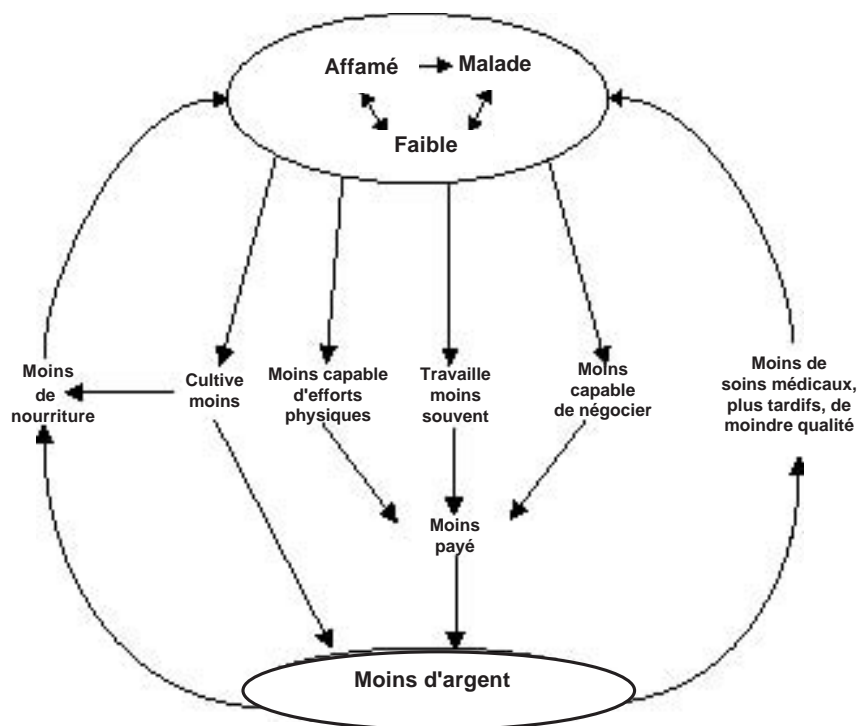 Affamé
Malade
Faible
Moins
de
nourriture
Cultive
moins
Moins capable
d'efforts
physiques
Travaille
moins
souvent
Moins
capable
de négocier
Moins de
soins médicaux,
plus tardifs, de
moindre qualité
Moins
payé
Moins d'argent